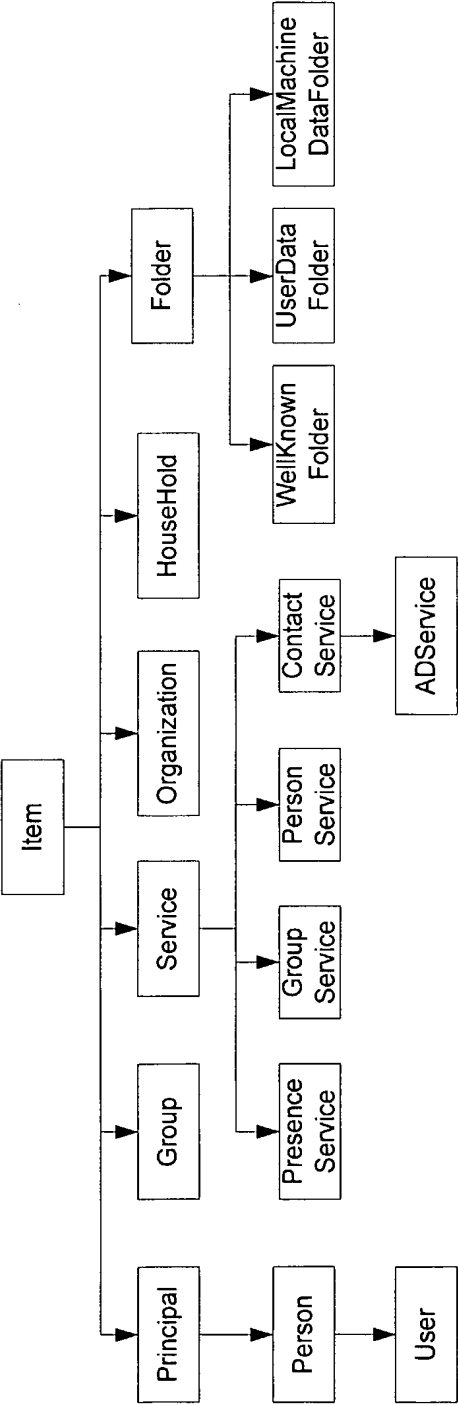 Item
Principal
Group
Service
Organization
HouseHold
Folder
Person
Presence
Service
Group
Service
Person
Service
Contact
Service
WellKnown
Folder
UserData
Folder
LocalMachine
DataFolder
User
ADService